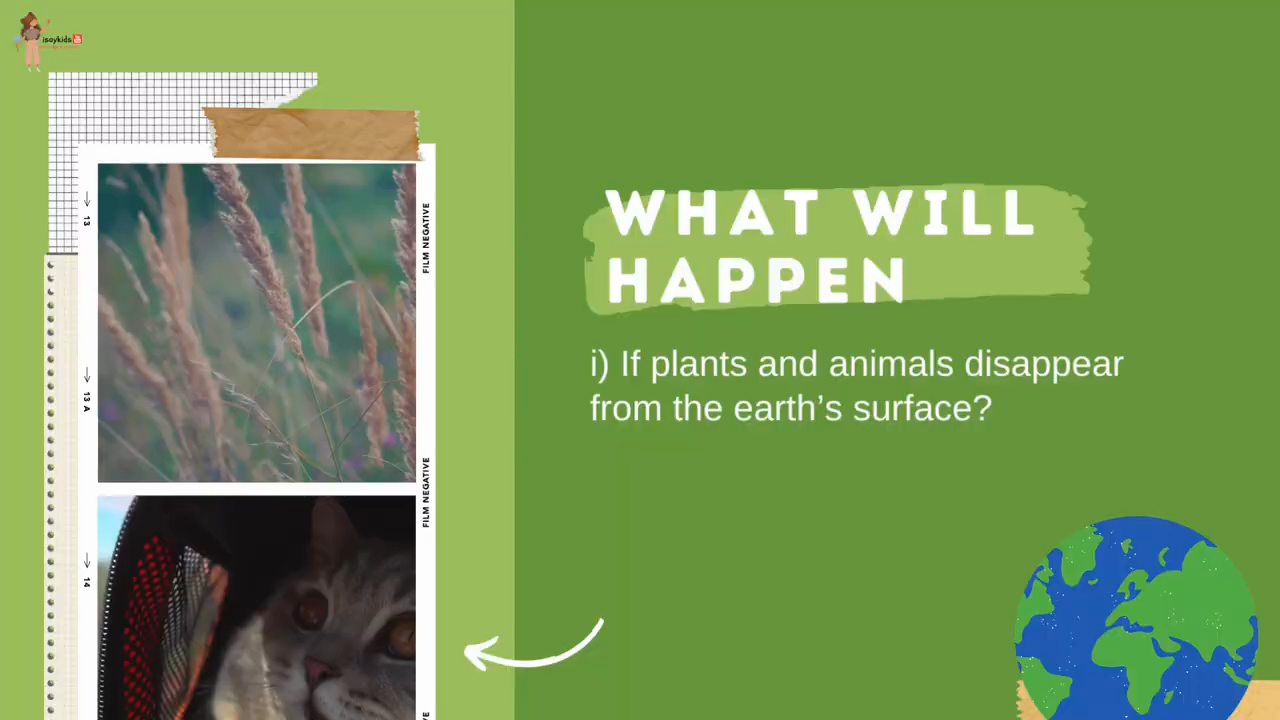 isaykids
13
FILM NEGATIVE
13 A
FILM NEGATIVE
14
VE
WHAT WILL
HAPPEN
i) If plants and animals disappear
from the earth’s surface?